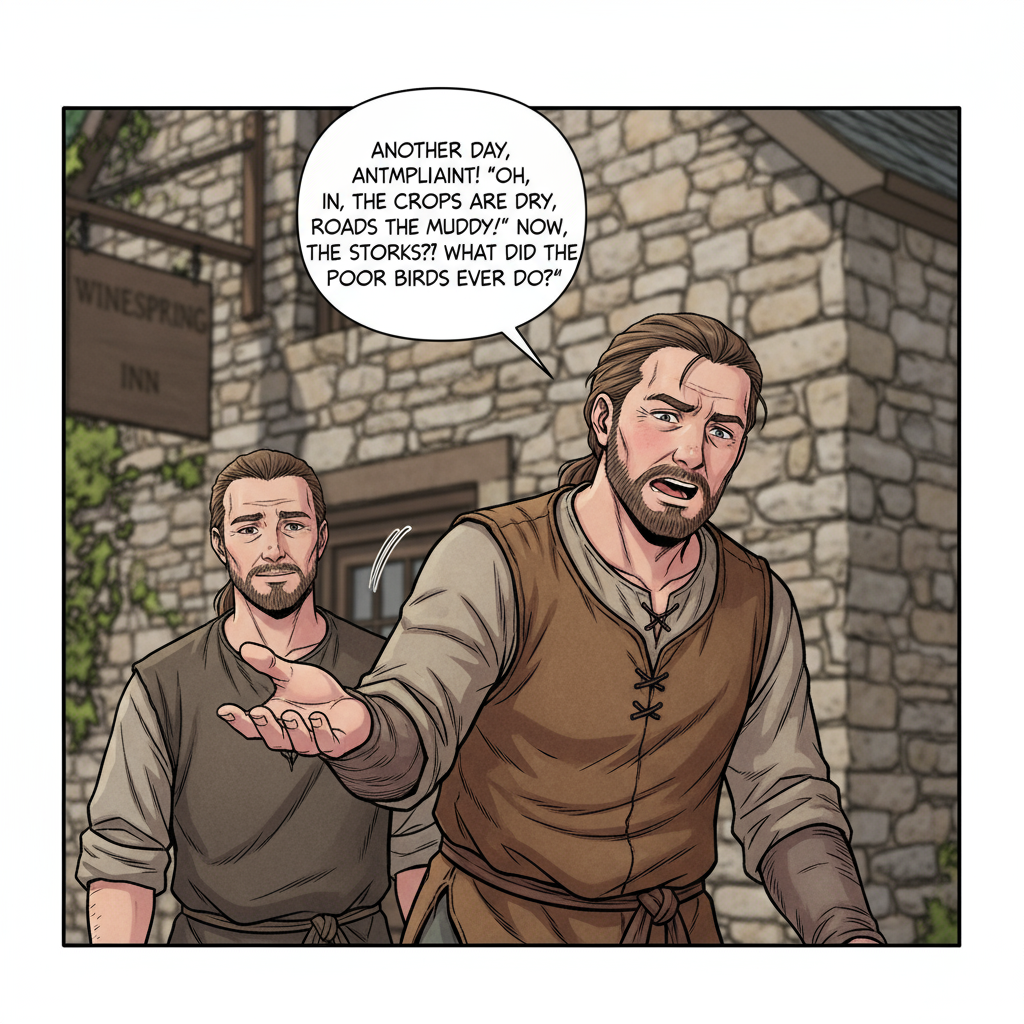 ANOTHER DAY,
ANTMPLIAINT! "OH,
IN, THE CROPS ARE DRY,
ROADS THE MUDDY!" NOW,
THE STORKS?? WHAT DID THE
POOR BIRDS EVER DO?"
WINESPRING
INN